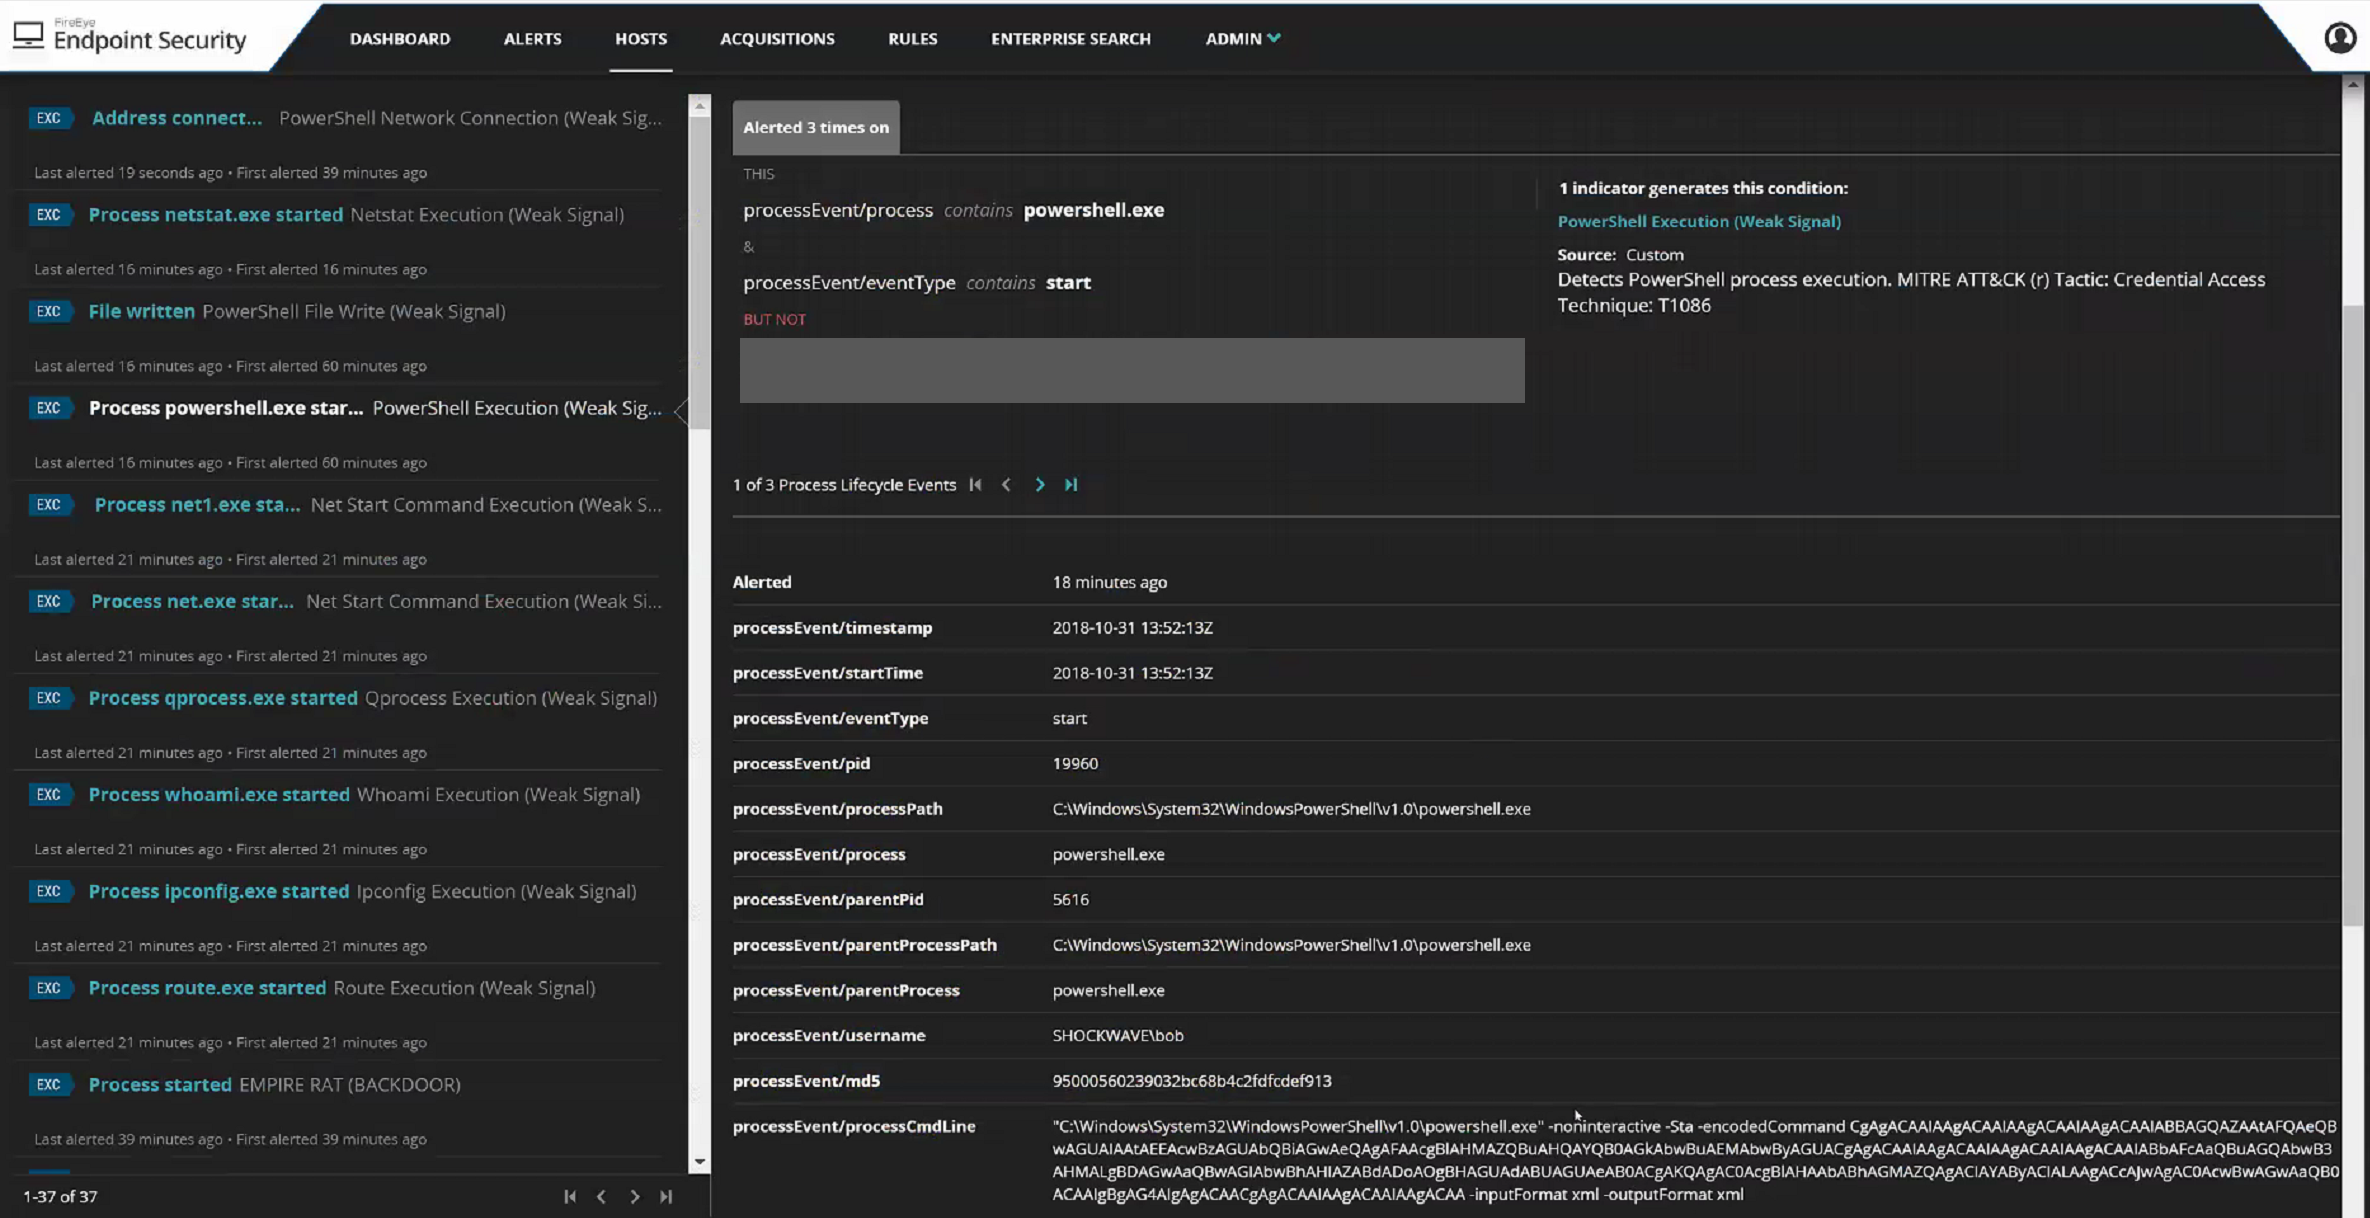 FireEye
Endpoint Security
DASHBOARD ALERTS HOSTS ACQUISITIONS RULES ENTERPRISE SEARCH ADMIN
EXC Address connect... PowerShell Network Connection (Weak Sig...
Last alerted 19 seconds ago • First alerted 39 minutes ago
EXC Process netstat.exe started Netstat Execution (Weak Signal)
Last alerted 16 minutes ago • First alerted 16 minutes ago
EXC File written PowerShell File Write (Weak Signal)
Last alerted 16 minutes ago • First alerted 60 minutes ago
EXC Process powershell.exe star... PowerShell Execution (Weak Sig...
Last alerted 16 minutes ago • First alerted 60 minutes ago
EXC Process net1.exe sta... Net Start Command Execution (Weak S...
Last alerted 21 minutes ago • First alerted 21 minutes ago
EXC Process net.exe star... Net Start Command Execution (Weak Si...
Last alerted 21 minutes ago • First alerted 21 minutes ago
EXC Process qprocess.exe started Qprocess Execution (Weak Signal)
Last alerted 21 minutes ago • First alerted 21 minutes ago
EXC Process whoami.exe started Whoami Execution (Weak Signal)
Last alerted 21 minutes ago • First alerted 21 minutes ago
EXC Process ipconfig.exe started Ipconfig Execution (Weak Signal)
Last alerted 21 minutes ago • First alerted 21 minutes ago
EXC Process route.exe started Route Execution (Weak Signal)
Last alerted 21 minutes ago • First alerted 21 minutes ago
EXC Process started EMPIRE RAT (BACKDOOR)
Last alerted 39 minutes ago • First alerted 39 minutes ago
1-37 of 37
Alerted 3 times on
THIS
processEvent/process contains powershell.exe
&
processEvent/eventType contains start
BUT NOT
1 indicator generates this condition:
PowerShell Execution (Weak Signal)
Source: Custom
Detects PowerShell process execution. MITRE ATT&CK (r) Tactic: Credential Access
Technique: T1086
1 of 3 Process Lifecycle Events
Alerted 18 minutes ago
processEvent/timestamp 2018-10-31 13:52:13Z
processEvent/startTime 2018-10-31 13:52:13Z
processEvent/eventType start
processEvent/pid 19960
processEvent/processPath C:\Windows\System32\WindowsPowerShell\v1.0\powershell.exe
processEvent/process powershell.exe
processEvent/parentPid 5616
processEvent/parentProcessPath C:\Windows\System32\WindowsPowerShell\v1.0\powershell.exe
processEvent/parentProcess powershell.exe
processEvent/username SHOCKWAVE\bob
processEvent/md5 95000560239032bc68b4c2fdfcdef913
processEvent/processCmdLine "C:\Windows\System32\WindowsPowerShell\v1.0\powershell.exe" -noninteractive -Sta -encodedCommand CgAgACAAIAAgACAAIAAgACAAIAAgACAAIABBAGQAZAAtAFQAeQB
wAGUAIAAtAEEAcwBzAGUAbQBiAGwAeQAgAFAAcgBlAHMAZQBuAHQAYQB0AGkAbwBuAEMAbwByAGUACgAgACAAIAAgACAAIAAgACAAIAAgACAAIABbAFcAaQBuAGQAbwB3
AHMALgBDAGwAaQBwAGIAbwBhAHIAZABdADoAOgBHAGUAdABUAGUAeAB0ACgAKQAgAC0AcgBlAHAAbABhAGMAZQAgACIAYAByACIALAAgACcAJwAgAC0AcwBwAGwAaQB0
ACAAIgBgAG4AIgAgACAACgAgACAAIAAgACAAIAAgACAA -inputFormat xml -outputFormat xml